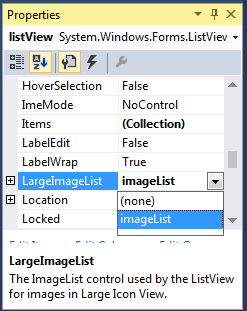 Properties
listView System.Windows.Forms.ListView
HoverSelection False
ImeMode NoControl
Items (Collection)
LabelEdit False
LabelWrap True
LargeImageList imageList
Location (none)
Locked imageList
LargeImageList
The ImageList control used by the ListView
for images in Large Icon View.